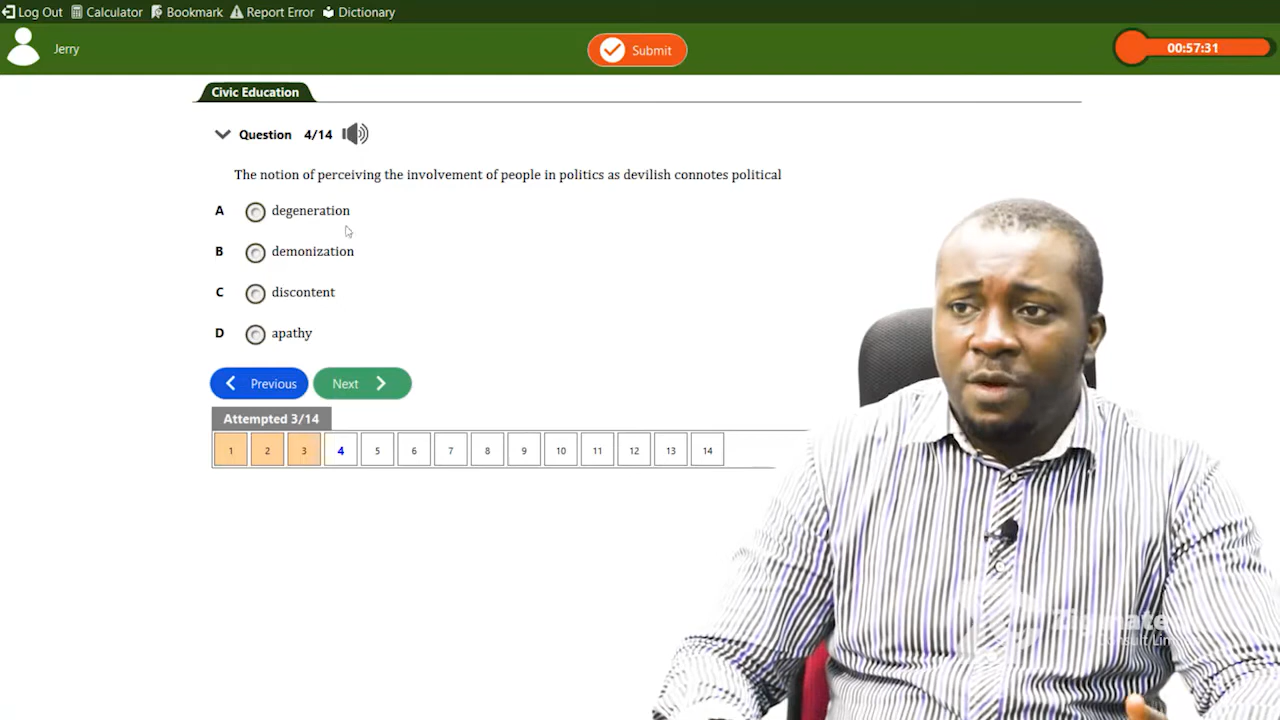 Log Out Calculator Bookmark Report Error Dictionary
Jerry
Submit
00:57:31
Civic Education
Question 4/14
The notion of perceiving the involvement of people in politics as devilish connotes political
A degeneration
B demonization
C discontent
D apathy
Previous Next
Attempted 3/14
1 2 3 4 5 6 7 8 9 10 11 12 13 14